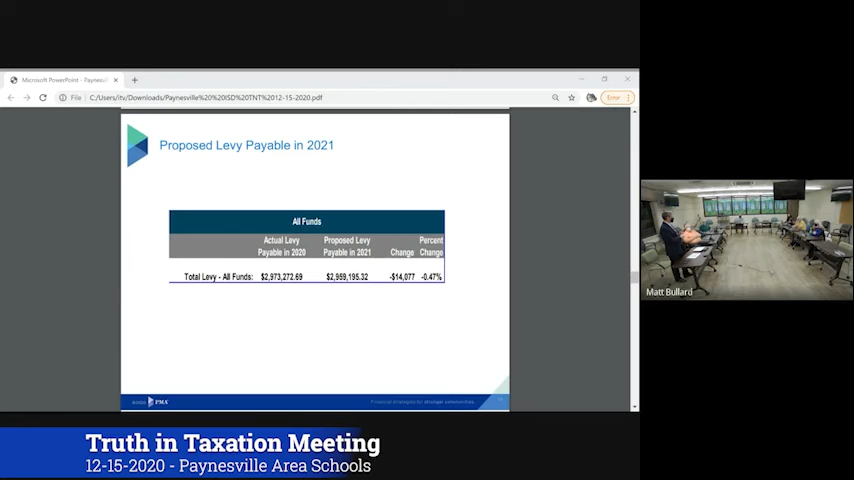 Microsoft PowerPoint - Paynesvil
File
C:/Users/itv/Downloads/Paynesville%20%20ISD%20TNT%2012-15-2020.pdf
Error
Proposed Levy Payable in 2021
All Funds
Actual Levy Payable in 2020
Proposed Levy Payable in 2021
Change
Percent Change
Total Levy - All Funds: $2,973,272.69 $2,959,195.32 -$14,077 -0.47%
©2020 PMA
Financial strategies for stronger communities.
Matt Bullard
Truth in Taxation Meeting
12-15-2020 - Paynesville Area Schools